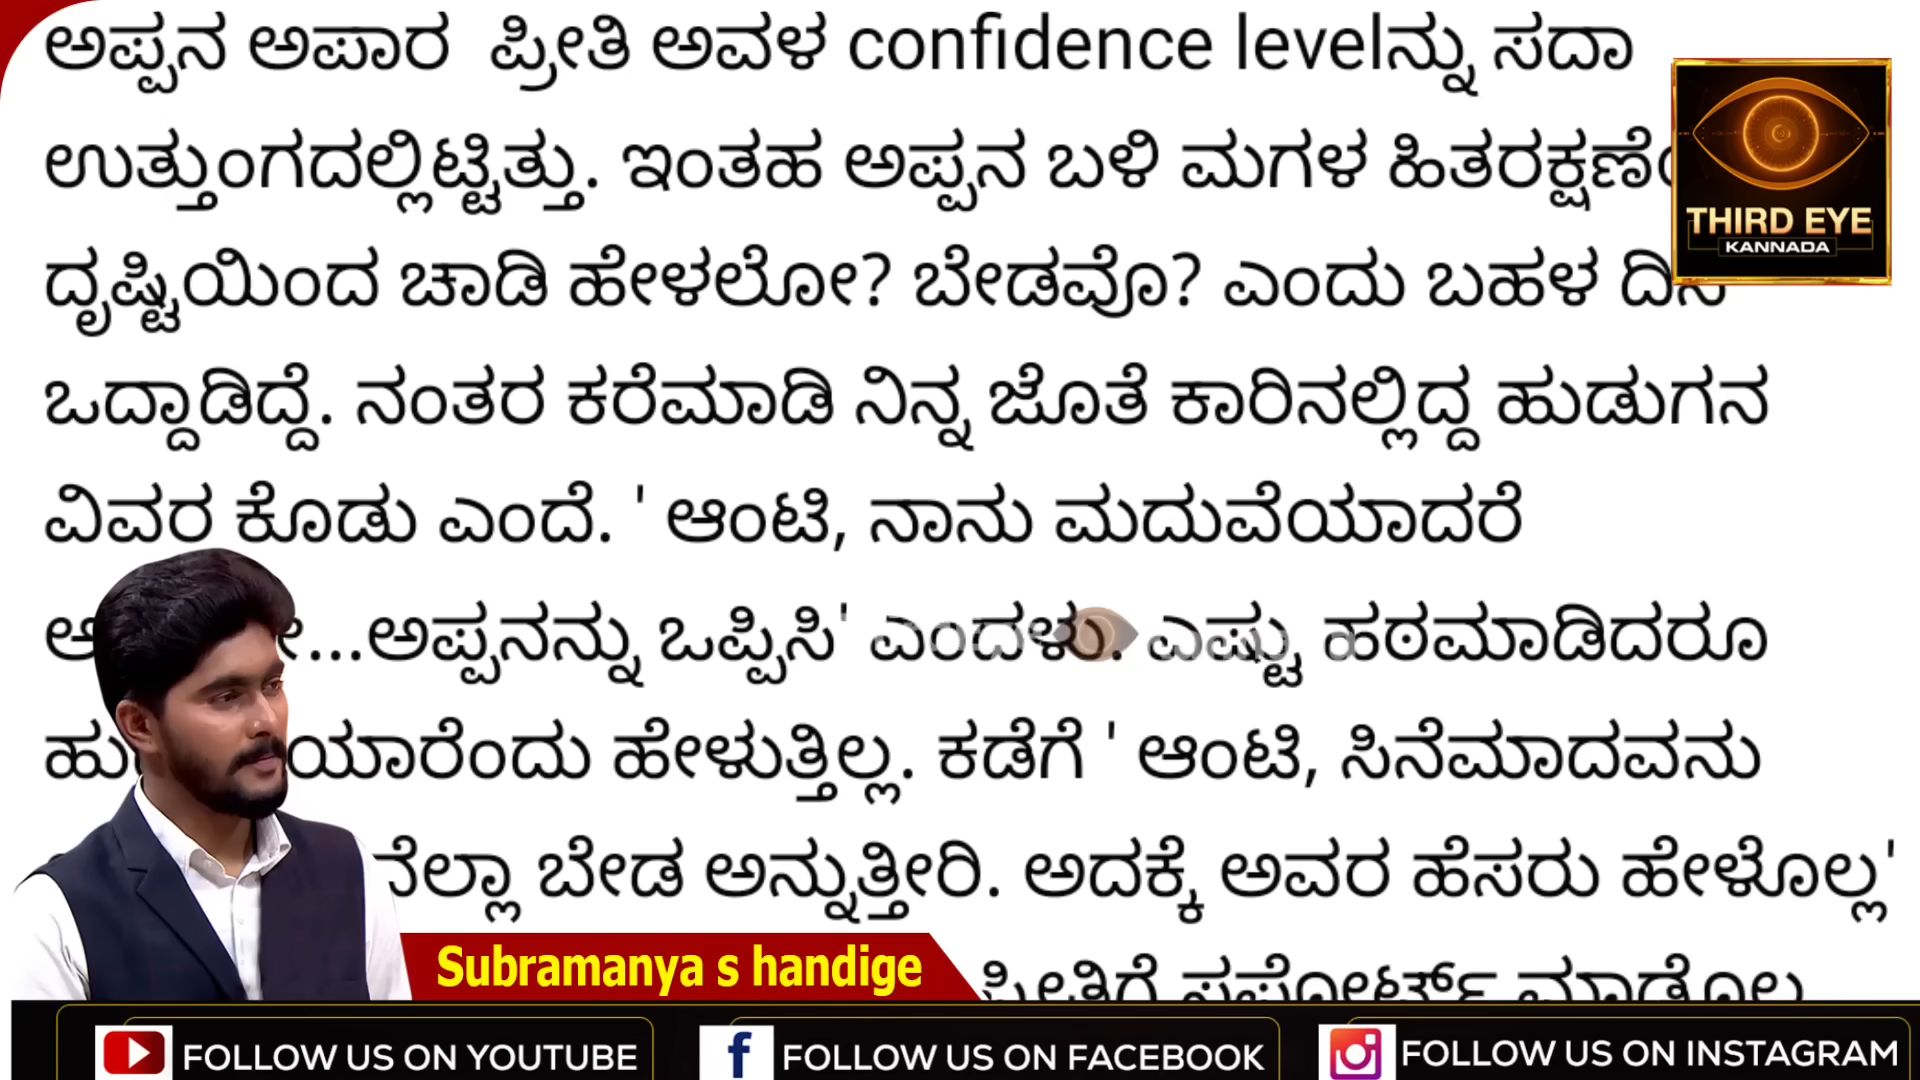 ಅಪ್ಪನ ಅಪಾರ ಪ್ರೀತಿ ಅವಳ confidence levelನ್ನು ಸದಾ
ಉತ್ತುಂಗದಲ್ಲಿಟ್ಟಿತ್ತು. ಇಂತಹ ಅಪ್ಪನ ಬಳಿ ಮಗಳ
THIRD EYE
KANNADA
ದೃಷ್ಟಿಯಿಂದ ಚಾಡಿ ಹೇಳಲೋ? ಬೇಡವೊ? ಎಂದು ಬಹಳ
ಒದ್ದಾಡಿದ್ದೆ. ನಂತರ ಕರೆಮಾಡಿ ನಿನ್ನ ಜೊತೆ ಕಾರಿನಲ್ಲಿದ್ದ ಹುಡುಗನ
ವಿವರ ಕೊಡು ಎಂದೆ. ' ಆಂಟಿ, ನಾನು ಮದುವೆಯಾದರೆ
...ಅಪ್ಪನನ್ನು ಒಪ್ಪಿಸಿ' ಎಂದಳು. ಎಷ್ಟು ಹಠಮಾಡಿದರೂ
ಯಾರೆಂದು ಹೇಳುತ್ತಿಲ್ಲ. ಕಡೆಗೆ ' ಆಂಟಿ, ಸಿನೆಮಾದವನು
ಬೇಡ ಅನ್ನುತ್ತೀರಿ. ಅದಕ್ಕೆ ಅವರ ಹೆಸರು ಹೇಳೊಲ್ಲ'
Subramanya s handige
FOLLOW US ON YOUTUBE
FOLLOW US ON FACEBOOK
FOLLOW US ON INSTAGRAM